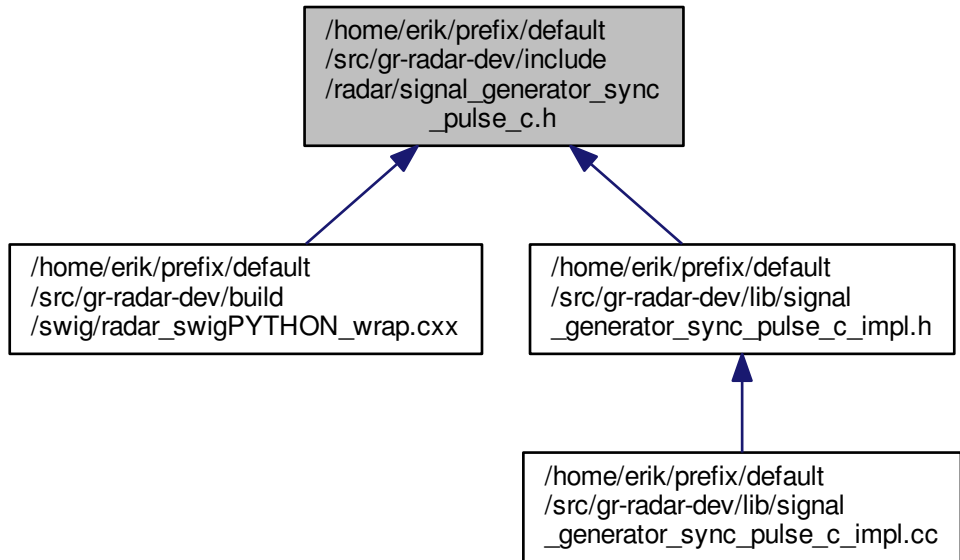 /home/erik/prefix/default
/src/gr-radar-dev/include
/radar/signal_generator_sync
_pulse_c.h
/home/erik/prefix/default
/src/gr-radar-dev/build
/swig/radar_swigPYTHON_wrap.cxx
/home/erik/prefix/default
/src/gr-radar-dev/lib/signal
_generator_sync_pulse_c_impl.h
/home/erik/prefix/default
/src/gr-radar-dev/lib/signal
_generator_sync_pulse_c_impl.cc